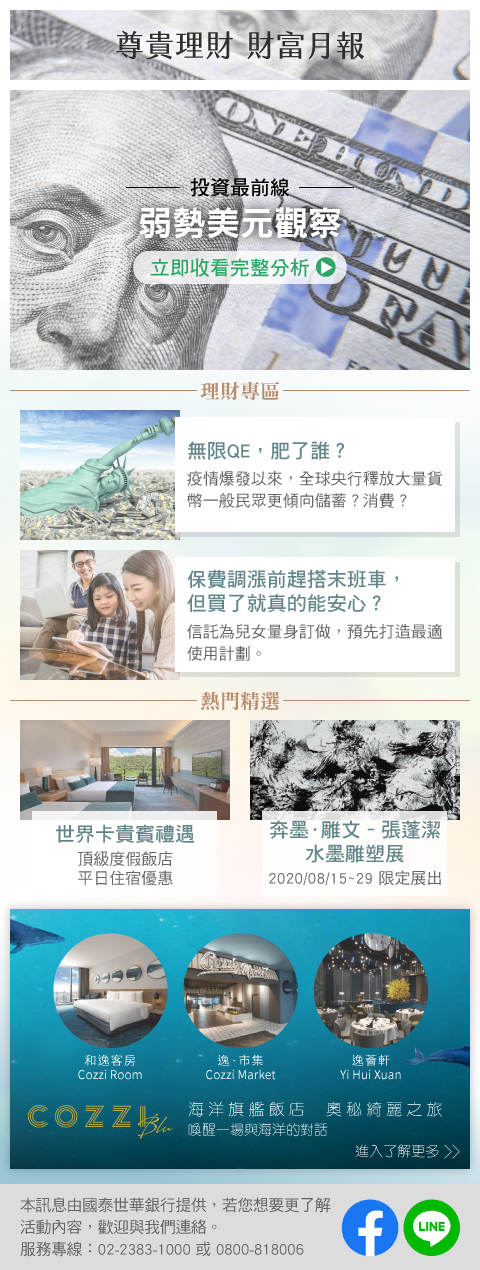 尊貴理財 財富月報
投資最前線
弱勢美元觀察
立即收看完整分析
理財專區
無限QE,肥了誰?
疫情爆發以來,全球央行釋放大量貨
幣一般民眾更傾向儲蓄?消費?
保費調漲前趕搭末班車,
但買了就真的能安心?
信託為兒女量身訂做,預先打造最適
使用計劃。
熱門精選
世界卡貴賓禮遇
頂級度假飯店
平日住宿優惠
奔墨·雕文-張蓬潔
水墨雕塑展
2020/08/15~29 限定展出
和逸客房
Cozzi Room
逸·市集
Cozzi Market
逸薈軒
Yi Hui Xuan
COZZI Blu
海洋旗艦飯店 奧秘綺麗之旅
喚醒一場與海洋的對話
進入了解更多 >>
本訊息由國泰世華銀行提供,若您想要更了解
活動內容,歡迎與我們連絡。
服務專線:02-2383-1000 或 0800-818006
LINE